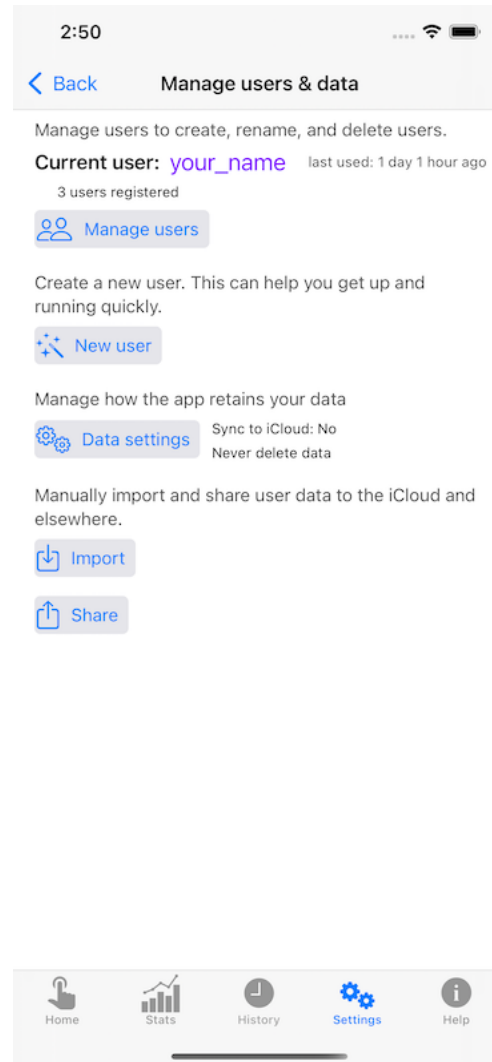 2:50
Back
Manage users & data
Manage users to create, rename, and delete users.
Current user: your_name last used: 1 day 1 hour ago
3 users registered
Manage users
Create a new user. This can help you get up and
running quickly.
New user
Manage how the app retains your data
Data settings
Sync to iCloud: No
Never delete data
Manually import and share user data to the iCloud and
elsewhere.
Import
Share
Home
Stats
History
Settings
Help